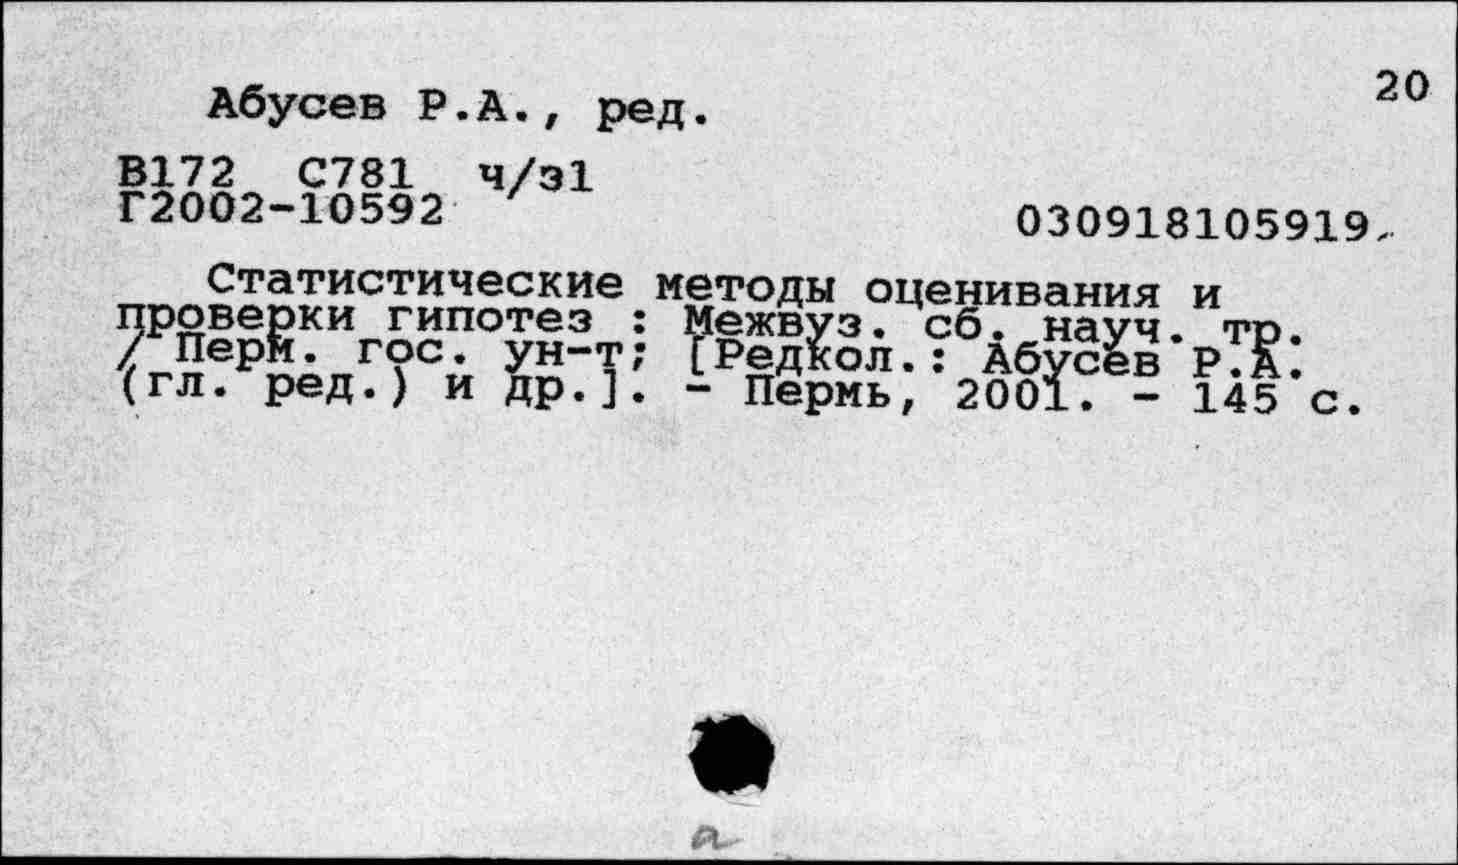 20
Абусев Р.А., ред.
В172 С781 ч/з1
Г2002-10592
030918105919
Статистические методы оценивания и
проверки гипотез : Межвуз. сб. науч. тр.
/ Перм. гос. ун-т; [Редкол.: Абусев Р.А.
(гл. ред.) и др.]. - Пермь, 2001. - 145 с.
а